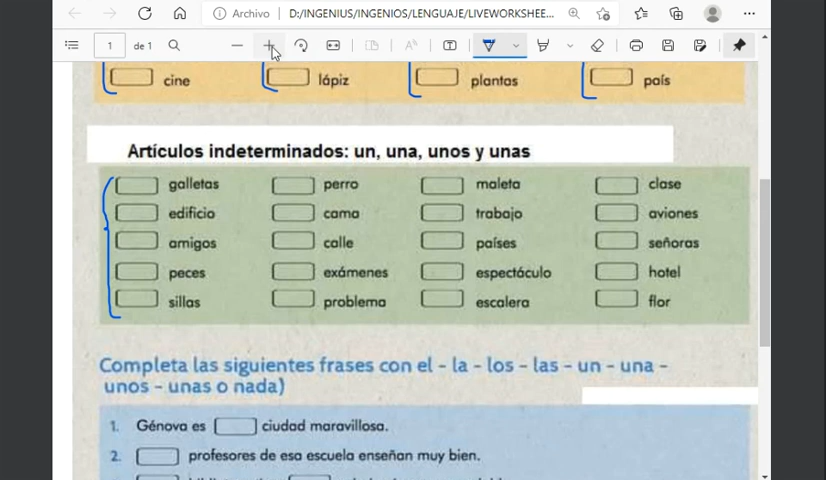 Archivo D:/INGENIUS/INGENIOS/LENGUAJE/LIVEWORKSHEE...
1 de 1
cine lápiz plantas país
Artículos indeterminados: un, una, unos y unas
galletas perro maleta clase
edificio cama trabajo aviones
amigos calle países señoras
peces exámenes espectáculo hotel
sillas problema escalera flor
Completa las siguientes frases con el - la - los - las - un - una -
unos - unas o nada)
1. Génova es ciudad maravillosa.
2. profesores de esa escuela enseñan muy bien.